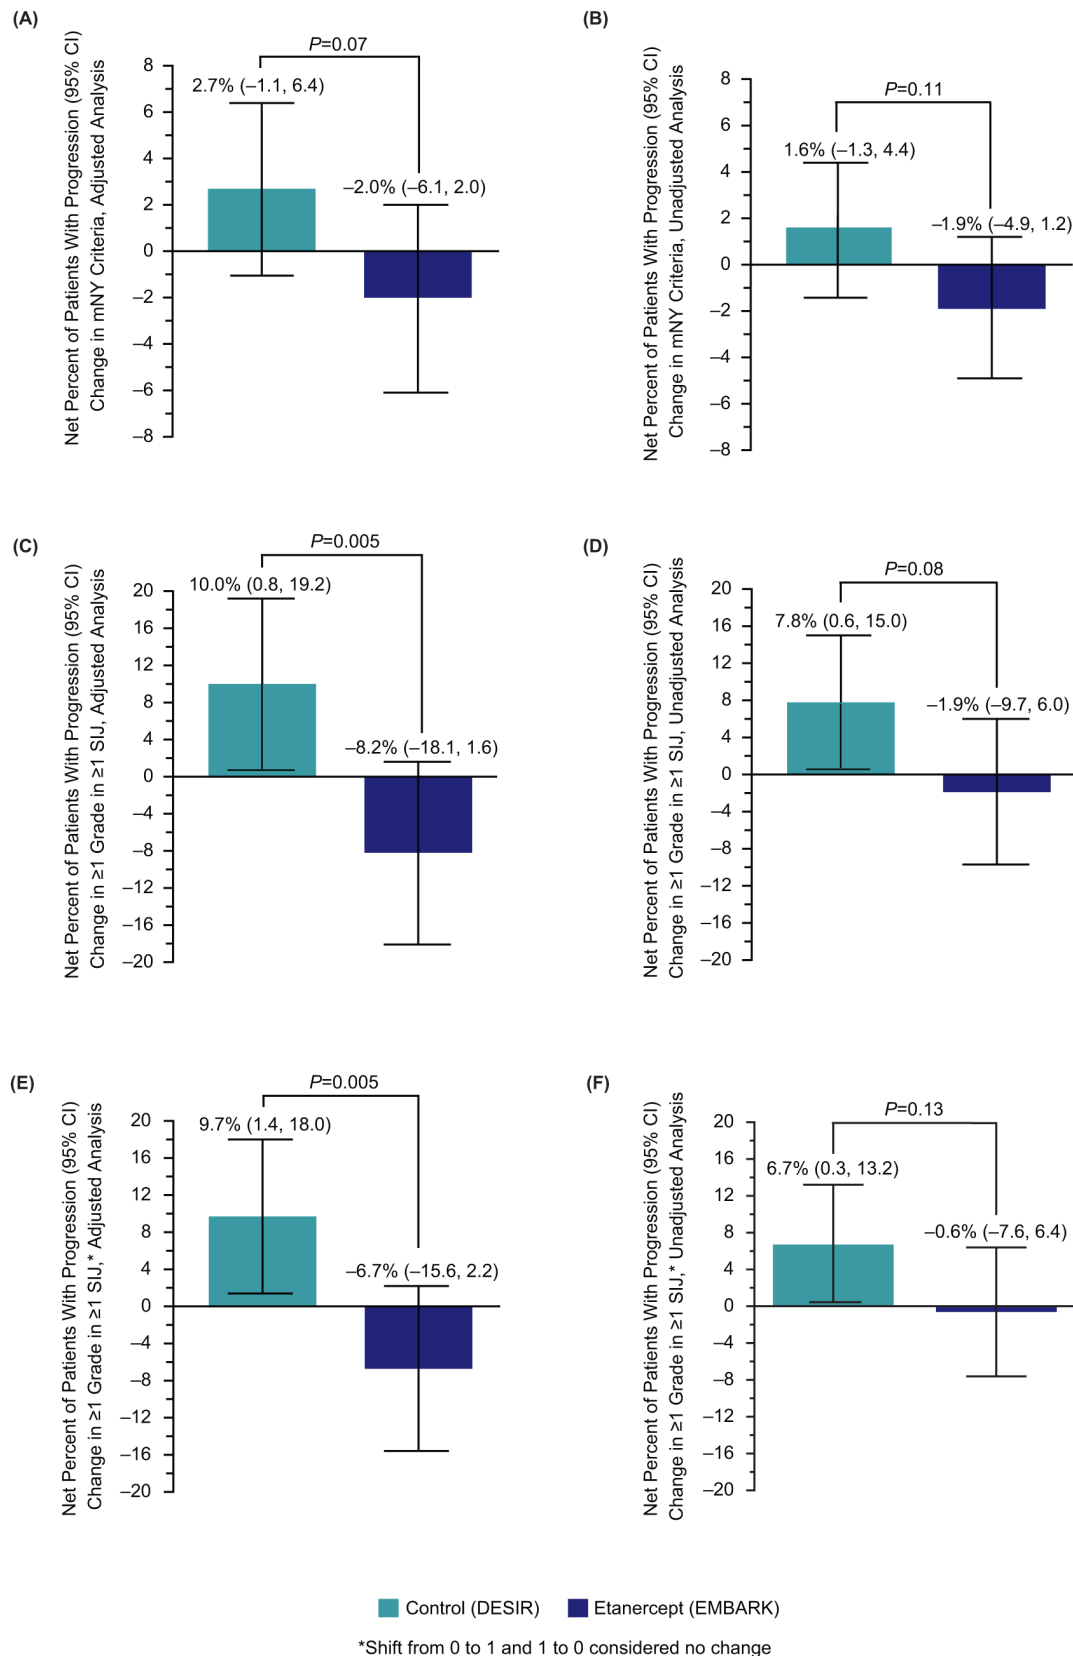 (A)
Net Percent of Patients With Progression (95% CI)
Change in mNY Criteria, Adjusted Analysis
P=0.07
2.7% (–1.1, 6.4)
–2.0% (–6.1, 2.0)
8
6
4
2
0
–2
–4
–6
–8
(B)
Net Percent of Patients With Progression (95% CI)
Change in mNY Criteria, Unadjusted Analysis
P=0.11
1.6% (–1.3, 4.4)
–1.9% (–4.9, 1.2)
8
6
4
2
0
–2
–4
–6
–8
(C)
Net Percent of Patients With Progression (95% CI)
Change in ≥1 Grade in ≥1 SIJ, Adjusted Analysis
P=0.005
10.0% (0.8, 19.2)
–8.2% (–18.1, 1.6)
20
16
12
8
4
0
–4
–8
–12
–16
–20
(D)
Net Percent of Patients With Progression (95% CI)
Change in ≥1 Grade in ≥1 SIJ, Unadjusted Analysis
P=0.08
7.8% (0.6, 15.0)
–1.9% (–9.7, 6.0)
20
16
12
8
4
0
–4
–8
–12
–16
–20
(E)
Net Percent of Patients With Progression (95% CI)
Change in ≥1 Grade in ≥1 SIJ,* Adjusted Analysis
P=0.005
9.7% (1.4, 18.0)
–6.7% (–15.6, 2.2)
20
16
12
8
4
0
–4
–8
–12
–16
–20
(F)
Net Percent of Patients With Progression (95% CI)
Change in ≥1 Grade in ≥1 SIJ,* Unadjusted Analysis
P=0.13
6.7% (0.3, 13.2)
–0.6% (–7.6, 6.4)
20
16
12
8
4
0
–4
–8
–12
–16
–20
Control (DESIR)
Etanercept (EMBARK)
*Shift from 0 to 1 and 1 to 0 considered no change